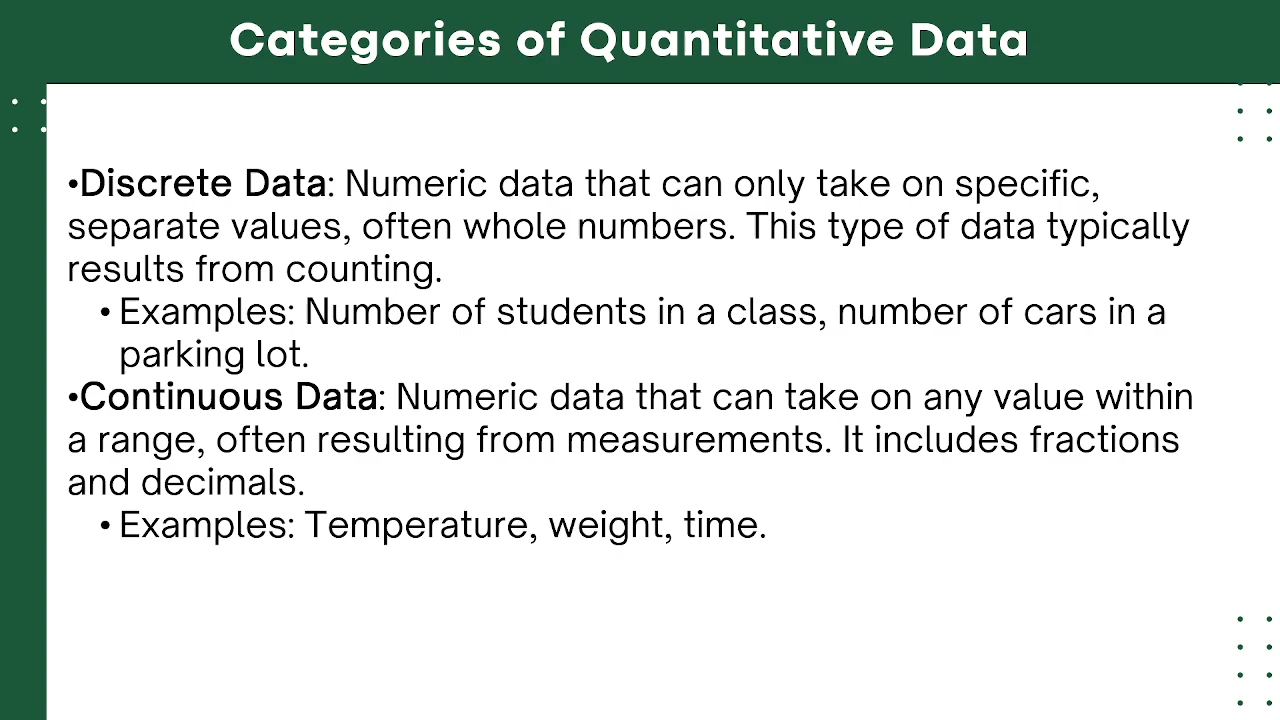 Categories of Quantitative Data
•Discrete Data: Numeric data that can only take on specific,
separate values, often whole numbers. This type of data typically
results from counting.
• Examples: Number of students in a class, number of cars in a
parking lot.
•Continuous Data: Numeric data that can take on any value within
a range, often resulting from measurements. It includes fractions
and decimals.
• Examples: Temperature, weight, time.